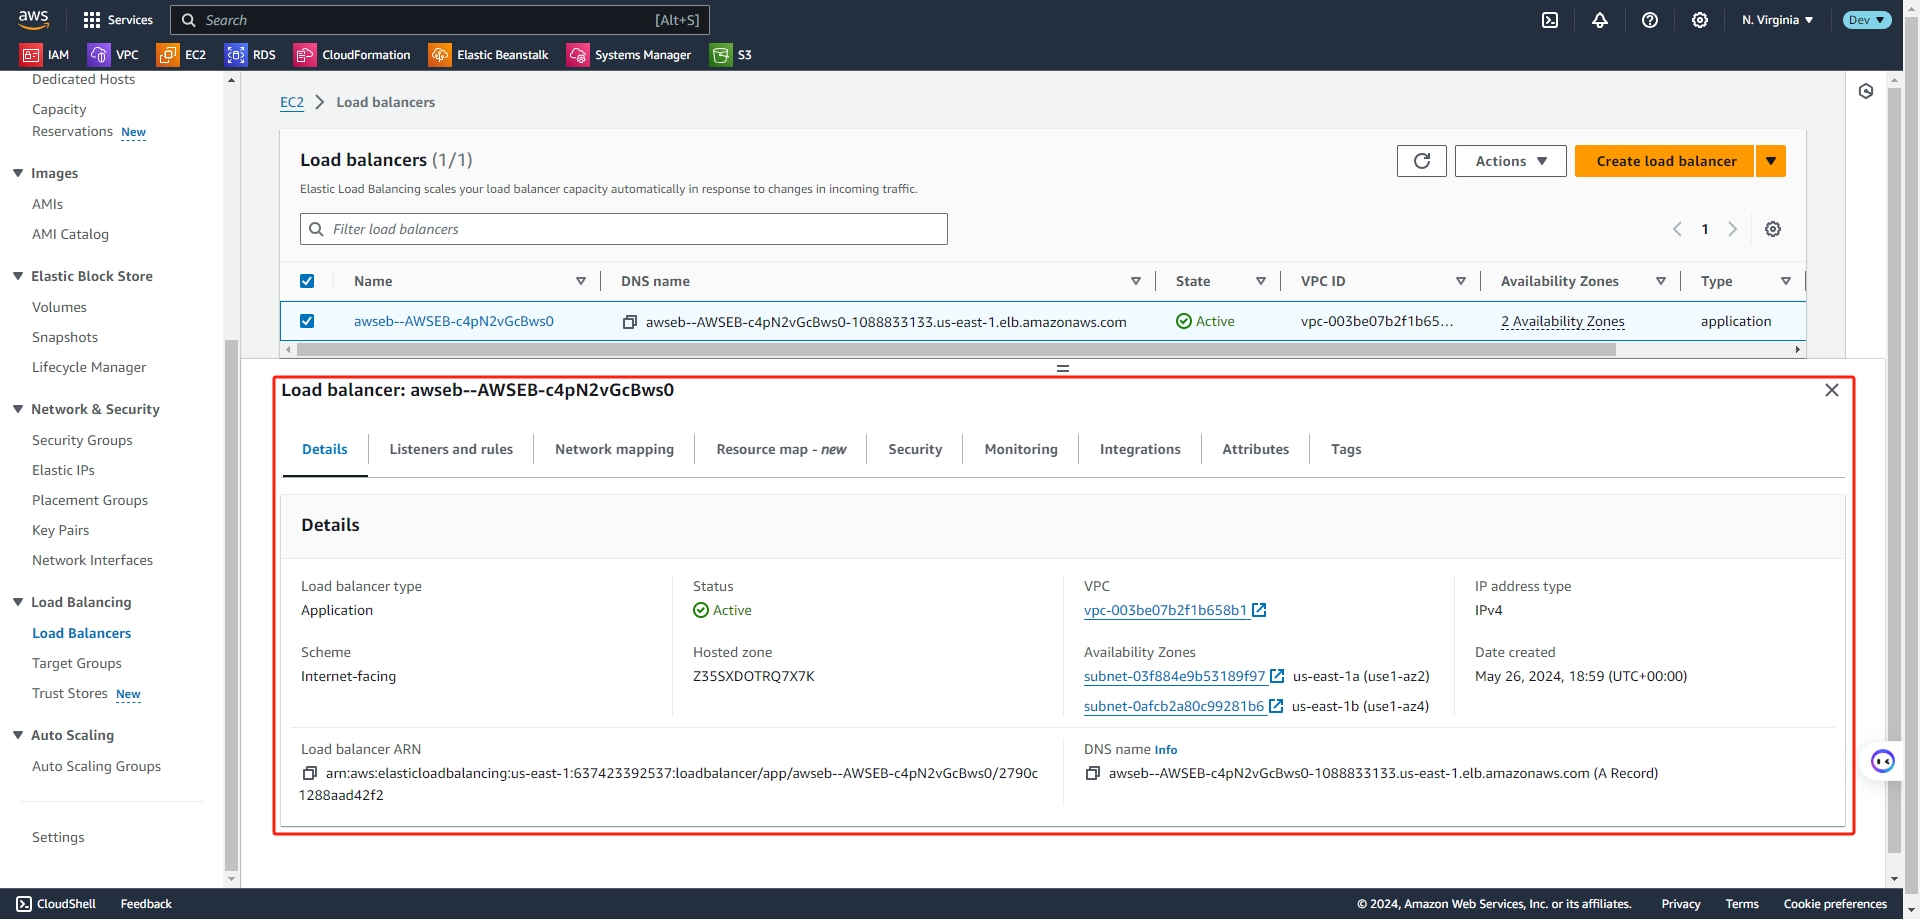 aws
Services
Search
[Alt+S]
N. Virginia
Dev
IAM
VPC
EC2
RDS
CloudFormation
Elastic Beanstalk
Systems Manager
S3
Dedicated Hosts
Capacity
Reservations New
Images
AMIs
AMI Catalog
Elastic Block Store
Volumes
Snapshots
Lifecycle Manager
Network & Security
Security Groups
Elastic IPs
Placement Groups
Key Pairs
Network Interfaces
Load Balancing
Load Balancers
Target Groups
Trust Stores New
Auto Scaling
Auto Scaling Groups
Settings
EC2 > Load balancers
Load balancers (1/1)
Elastic Load Balancing scales your load balancer capacity automatically in response to changes in incoming traffic.
Actions
Create load balancer
Filter load balancers
1
Name
DNS name
State
VPC ID
Availability Zones
Type
awseb--AWSEB-c4pN2vGcBws0
awseb--AWSEB-c4pN2vGcBws0-1088833133.us-east-1.elb.amazonaws.com
Active
vpc-003be07b2f1b65...
2 Availability Zones
application
Load balancer: awseb--AWSEB-c4pN2vGcBws0
Details
Listeners and rules
Network mapping
Resource map - new
Security
Monitoring
Integrations
Attributes
Tags
Details
Load balancer type
Application
Status
Active
VPC
vpc-003be07b2f1b658b1
IP address type
IPv4
Scheme
Internet-facing
Hosted zone
Z35SXDOTRQ7X7K
Availability Zones
subnet-03f884e9b53189f97 us-east-1a (use1-az2)
subnet-0afcb2a80c99281b6 us-east-1b (use1-az4)
Date created
May 26, 2024, 18:59 (UTC+00:00)
Load balancer ARN
arn:aws:elasticloadbalancing:us-east-1:637423392537:loadbalancer/app/awseb--AWSEB-c4pN2vGcBws0/2790c
1288aad42f2
DNS name Info
awseb--AWSEB-c4pN2vGcBws0-1088833133.us-east-1.elb.amazonaws.com (A Record)
CloudShell
Feedback
© 2024, Amazon Web Services, Inc. or its affiliates.
Privacy
Terms
Cookie preferences